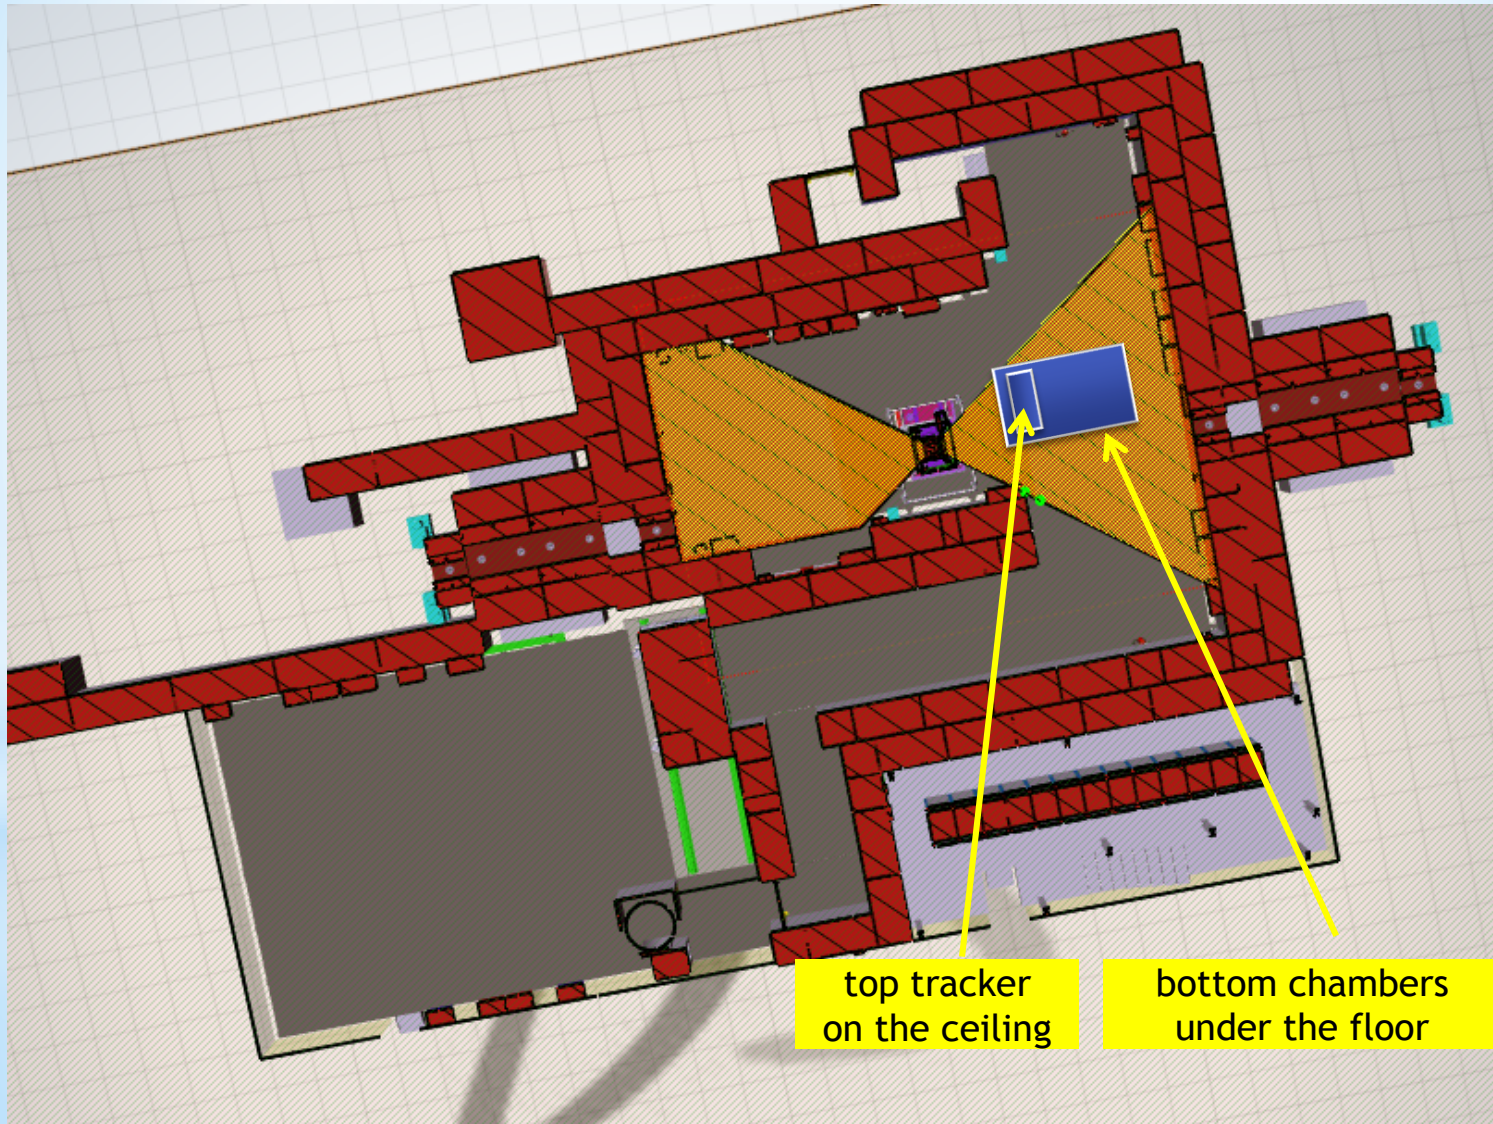 top tracker
on the ceiling
bottom chambers
under the floor